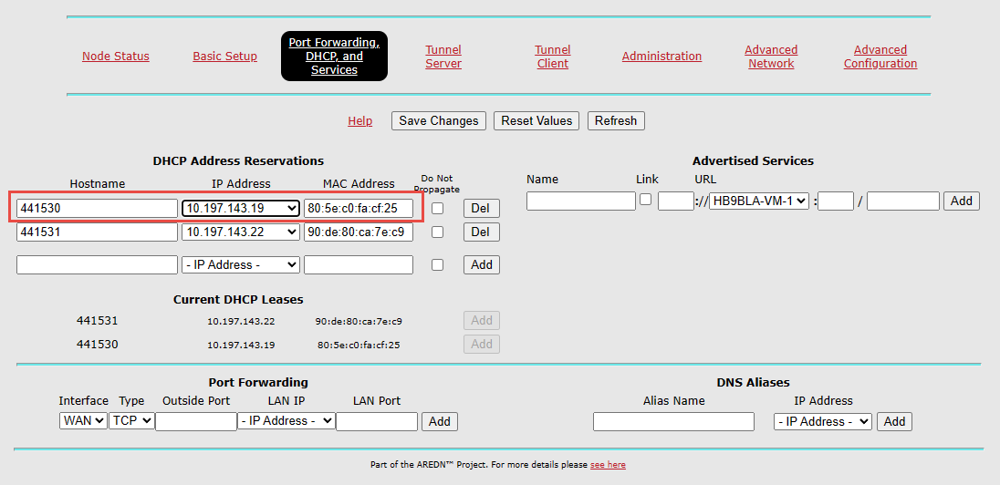 Node Status
Basic Setup
Port Forwarding,
DHCP, and
Services
Tunnel
Server
Tunnel
Client
Administration
Advanced
Network
Advanced
Configuration
Help Save Changes Reset Values Refresh
DHCP Address Reservations
Hostname IP Address MAC Address Do Not
Propagate
441530 10.197.143.19 80:5e:c0:fa:cf:25 Del
441531 10.197.143.22 90:de:80:ca:7e:c9 Del
- IP Address - Add
Current DHCP Leases
441531 10.197.143.22 90:de:80:ca:7e:c9 Add
441530 10.197.143.19 80:5e:c0:fa:cf:25 Add
Advertised Services
Name Link URL
:// HB9BLA-VM-1 : / Add
Port Forwarding
Interface Type Outside Port LAN IP LAN Port
WAN TCP - IP Address - Add
DNS Aliases
Alias Name IP Address
- IP Address - Add
Part of the AREDN™ Project. For more details please see here